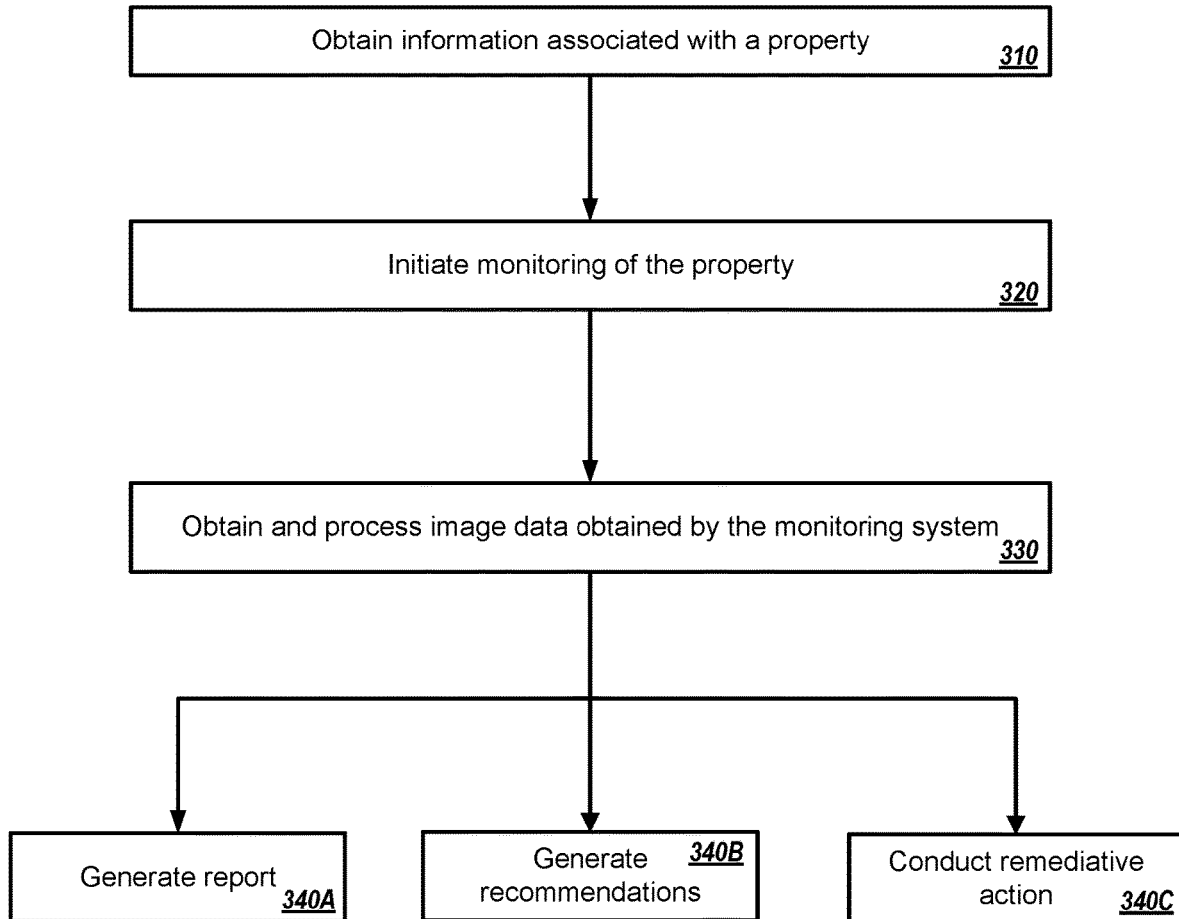 Obtain information associated with a property
310
Initiate monitoring of the property
320
Obtain and process image data obtained by the monitoring system
330
Generate report
340A
Generate
recommendations
340B
Conduct remediative
action
340C